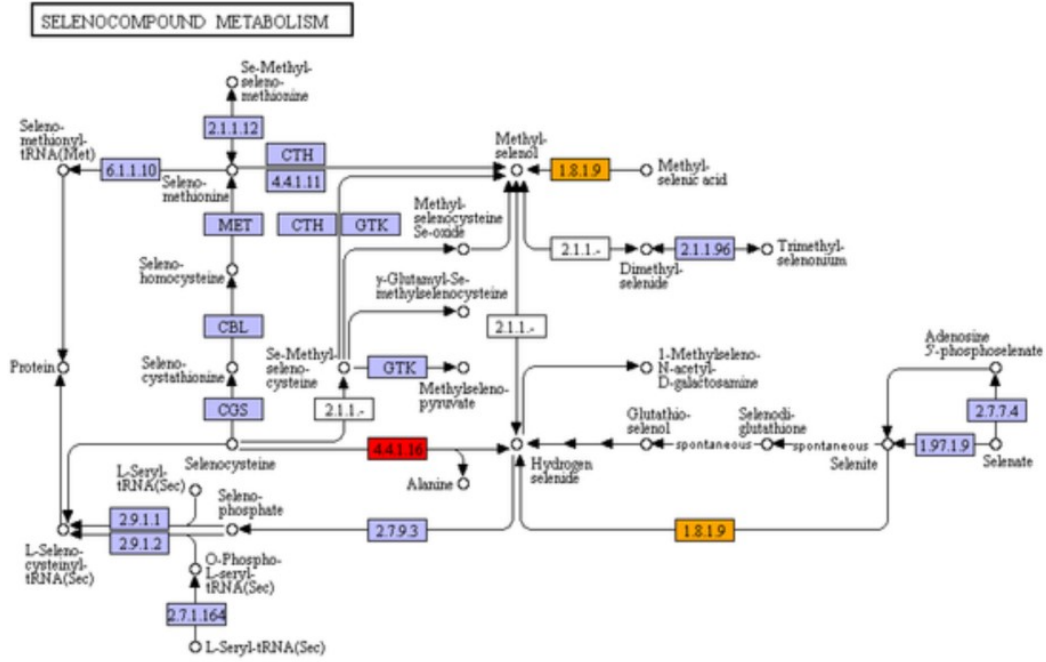 SELENOCOMPOUND METABOLISM
Se-Methyl-
seleno-
methionine
Seleno-
methionyl-
tRNA(Met)
2.1.1.12
6.1.1.10
Seleno-
methionine
CTH
4.4.1.11
Methyl-
selenol
1.8.1.9
Methyl-
selenic acid
MET
CTH
GTK
Methyl-
selenocysteine
Se-oxide
2.1.1.-
Dimethyl-
selenide
2.1.1.96
Trimethyl-
selenonium
Seleno-
homocysteine
γ-Glutamyl-Se-
methylselenocysteine
CBL
2.1.1.-
Protein
Seleno-
cystathionine
Se-Methyl-
seleno-
cysteine
GTK
Methylseleno-
pyruvate
1-Methylseleno-
N-acetyl-
D-galactosamine
Adenosine
5'-phosphoselenate
CGS
2.1.1.-
2.7.7.4
Selenocysteine
4.4.1.16
Alanine
Hydrogen
selenide
Glutathio-
selenol
spontaneous
Selenodi-
glutathione
spontaneous
Selenite
1.97.1.9
Selenate
L-Seryl-
tRNA(Sec)
Seleno-
phosphate
2.9.1.1
2.9.1.2
2.7.9.3
1.8.1.9
L-Seleno-
cysteinyl-
tRNA(Sec)
O-Phospho-
L-seryl-
tRNA(Sec)
2.7.1.164
L-Seryl-tRNA(Sec)